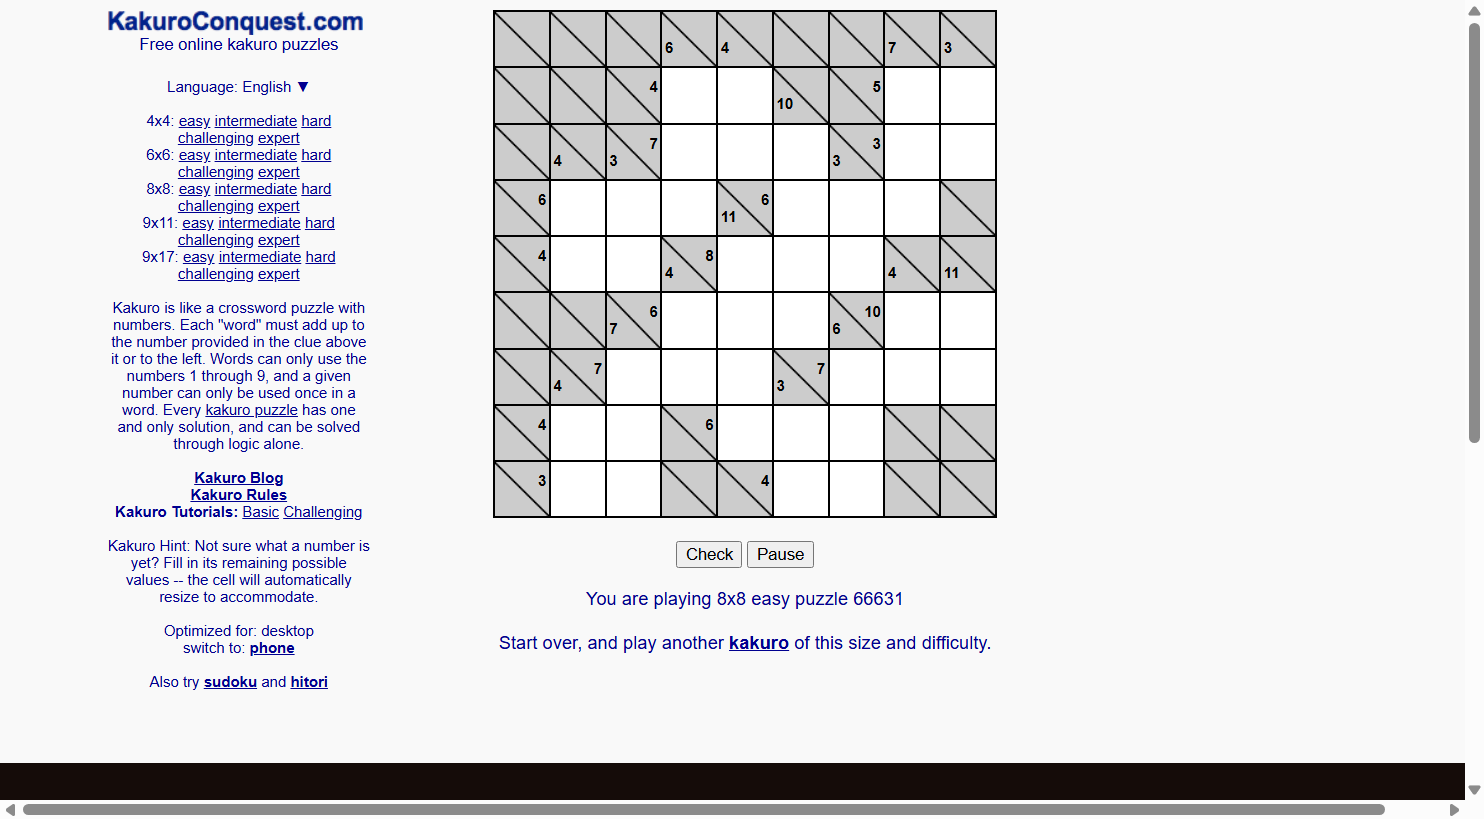 KakuroConquest.com
Free online kakuro puzzles
Language: English ▼
4x4: easy intermediate hard
challenging expert
6x6: easy intermediate hard
challenging expert
8x8: easy intermediate hard
challenging expert
9x11: easy intermediate hard
challenging expert
9x17: easy intermediate hard
challenging expert
Kakuro is like a crossword puzzle with
numbers. Each "word" must add up to
the number provided in the clue above
it or to the left. Words can only use the
numbers 1 through 9, and a given
number can only be used once in a
word. Every kakuro puzzle has one
and only solution, and can be solved
through logic alone.
Kakuro Blog
Kakuro Rules
Kakuro Tutorials: Basic Challenging
Kakuro Hint: Not sure what a number is
yet? Fill in its remaining possible
values -- the cell will automatically
resize to accommodate.
Optimized for: desktop
switch to: phone
Also try sudoku and hitori
6 4 7 3
4 10 5
4 3 7 3 3
6 11 6
4 4 8 4 11
7 6 6 10
4 7 3 7
4 6
3 4
Check Pause
You are playing 8x8 easy puzzle 66631
Start over, and play another kakuro of this size and difficulty.